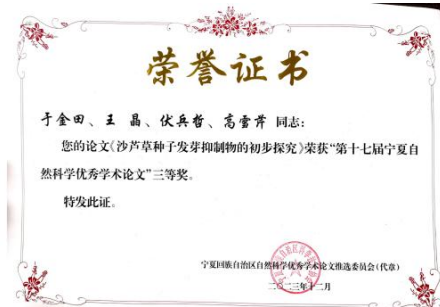 荣誉证书
于金田、王晶、伏兵哲、高雪芹 同志：
您的论文《沙芦草种子发芽抑制物的初步探究》荣获“第十七届宁夏自
然科学优秀学术论文”三等奖。
特发此证。
宁夏回族自治区自然科学优秀学术论文推选委员会(代章)
二〇二三年十二月